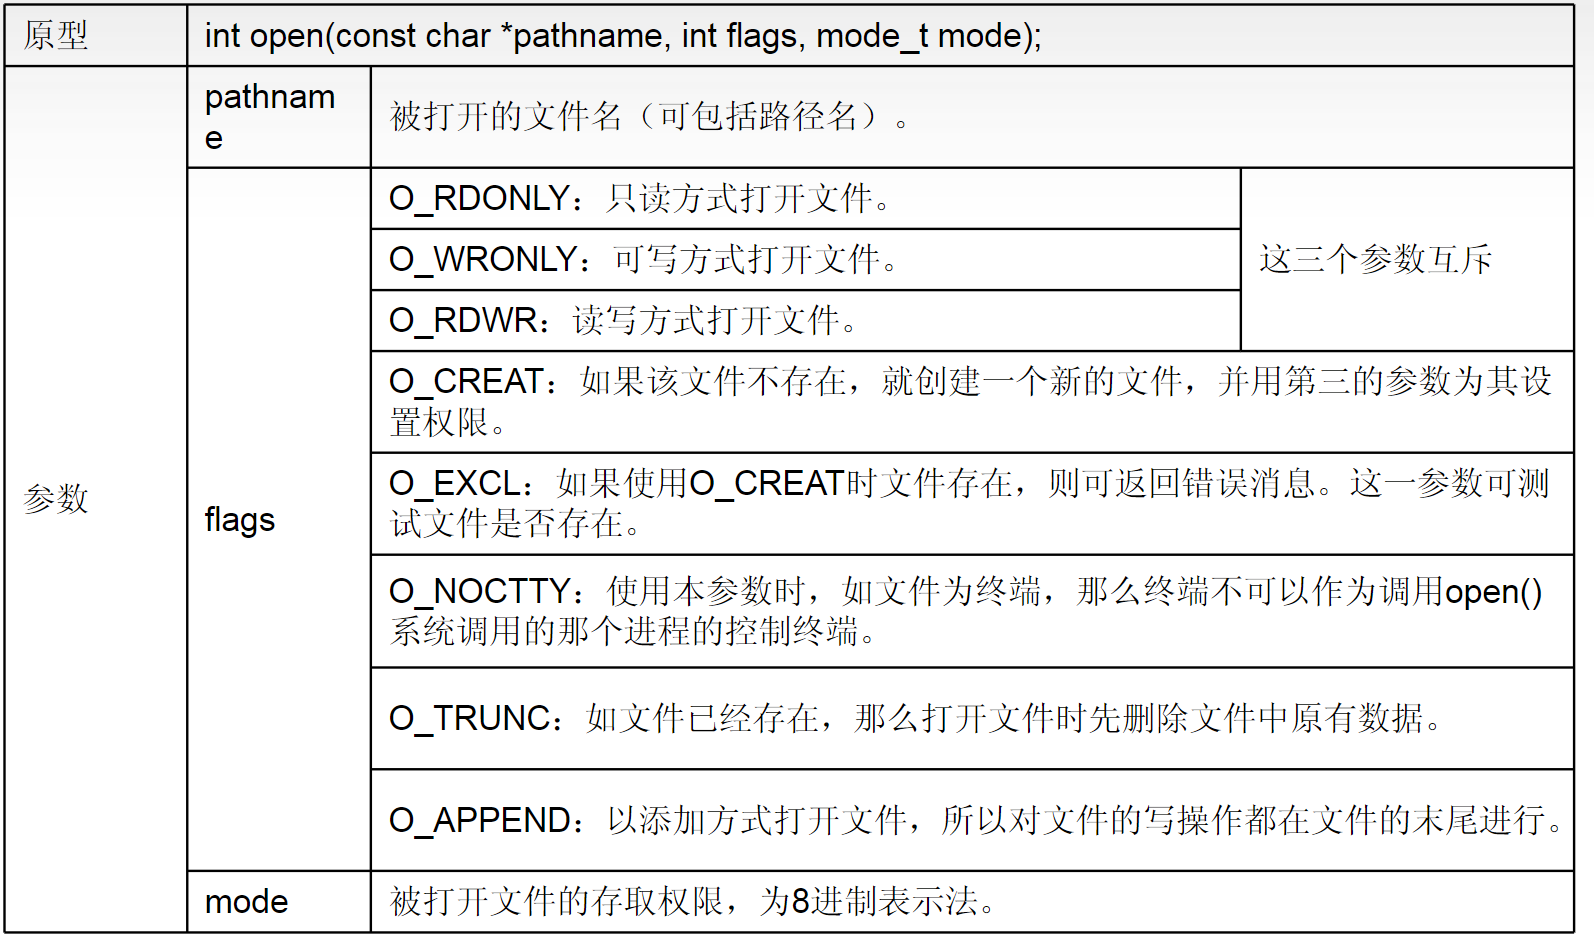 原型
int open(const char *pathname, int flags, mode_t mode);
参数
pathnam
e
被打开的文件名（可包括路径名）。
flags
O_RDONLY：只读方式打开文件。
O_WRONLY：可写方式打开文件。
O_RDWR：读写方式打开文件。
这三个参数互斥
O_CREAT：如果该文件不存在，就创建一个新的文件，并用第三的参数为其设
置权限。
O_EXCL：如果使用O_CREAT时文件存在，则可返回错误消息。这一参数可测
试文件是否存在。
O_NOCTTY：使用本参数时，如文件为终端，那么终端不可以作为调用open()
系统调用的那个进程的控制终端。
O_TRUNC：如文件已经存在，那么打开文件时先删除文件中原有数据。
O_APPEND：以添加方式打开文件，所以对文件的写操作都在文件的末尾进行。
mode
被打开文件的存取权限，为8进制表示法。